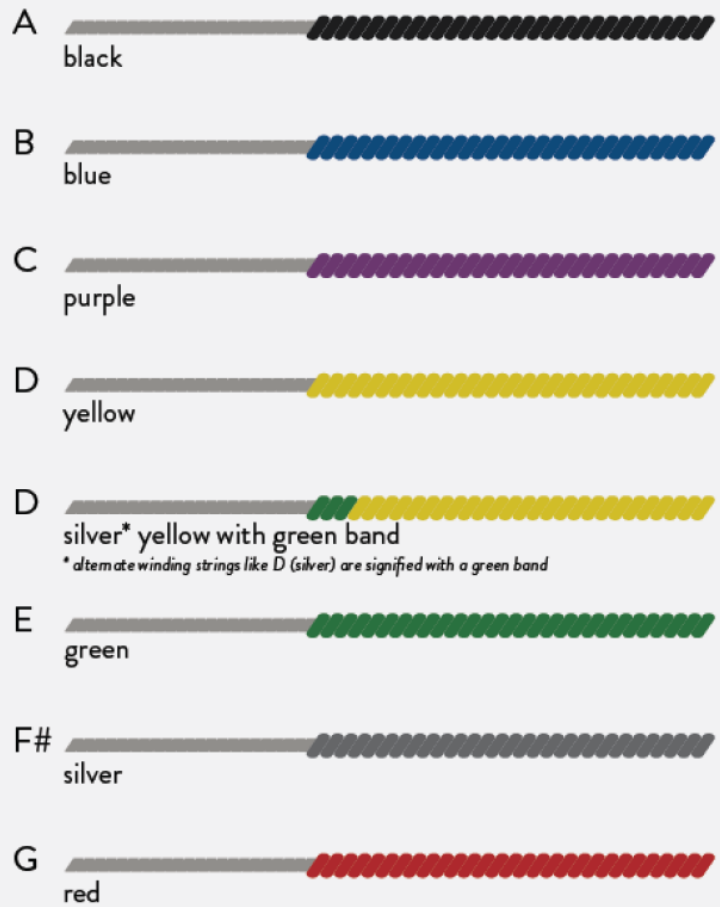 A
black
B
blue
C
purple
D
yellow
D
silver* yellow with green band
* alternate winding strings like D (silver) are signified with a green band
E
green
F#
silver
G
red